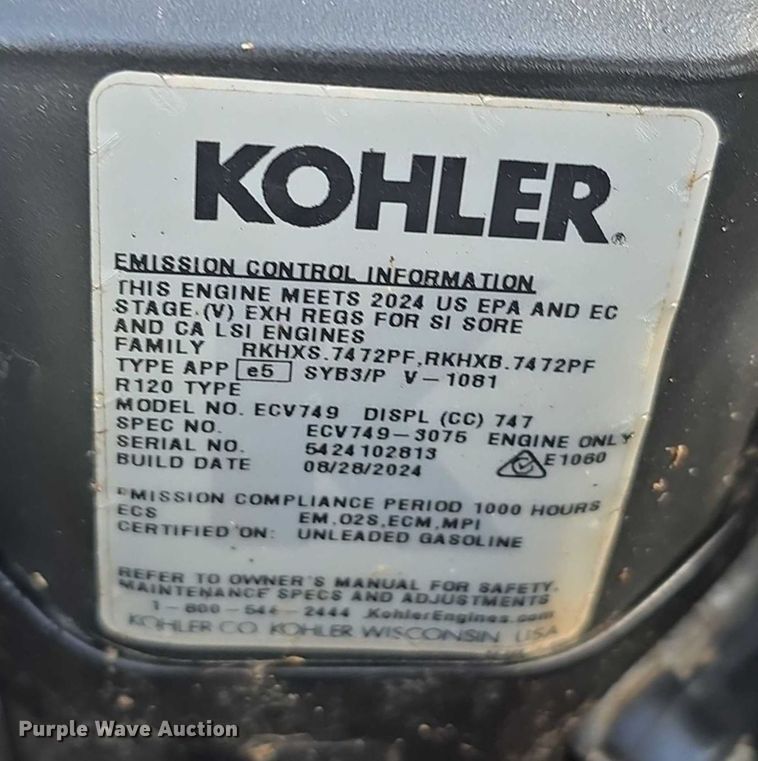 KOHLER®
EMISSION CONTROL INFORMATION
THIS ENGINE MEETS 2024 US EPA AND EC
STAGE (V) EXH REGS FOR SI SORE
AND CA LSI ENGINES
FAMILY RKHXS.7472PF,RKHXB.7472PF
TYPE APP e5 SYB3/P V-1081
R120 TYPE
MODEL NO. ECV749 DISPL (CC) 747
SPEC NO. ECV749-3075 ENGINE ONLY
SERIAL NO. 5424102813 E1060
BUILD DATE 08/28/2024
EMISSION COMPLIANCE PERIOD 1000 HOURS
ECS EM,O2S,ECM,MPI
CERTIFIED ON: UNLEADED GASOLINE
REFER TO OWNER'S MANUAL FOR SAFETY,
MAINTENANCE SPECS AND ADJUSTMENTS
1-800-544-2444 KohlerEngines.com
KOHLER CO. KOHLER WISCONSIN USA
Purple Wave Auction